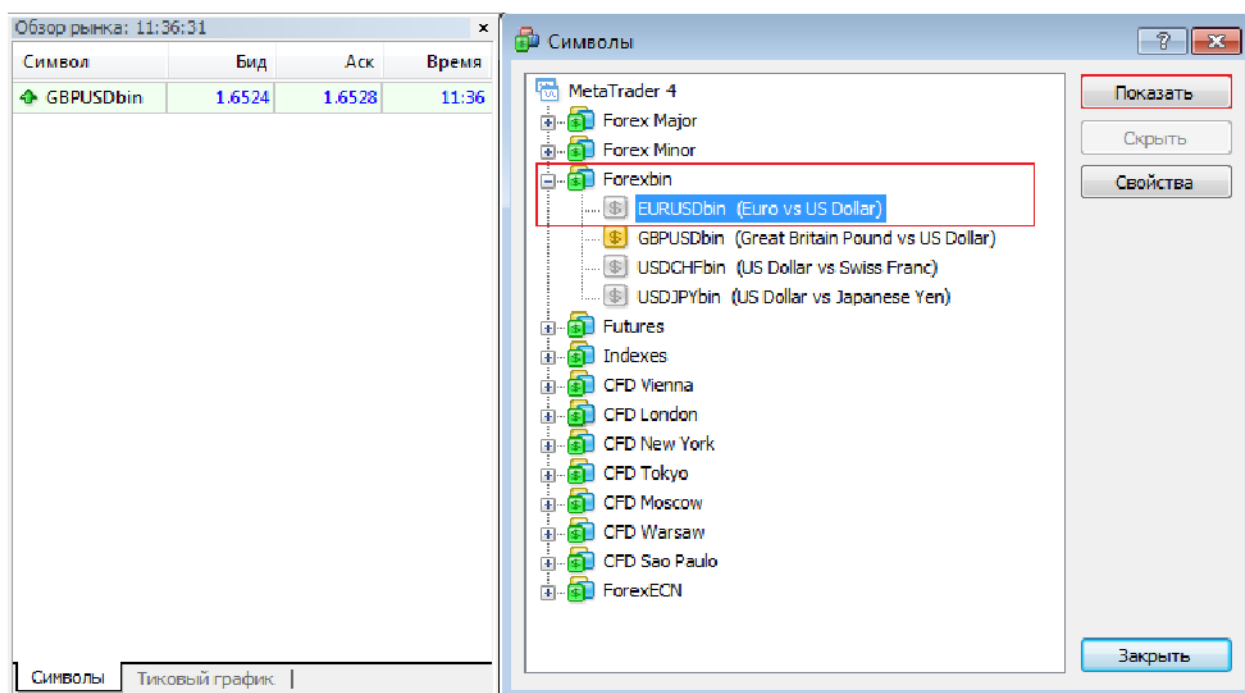 Обзор рынка: 11:36:31
Символ Бид Аск Время
GBPUSDbin 1.6524 1.6528 11:36
Символы Тиковый график
Символы
MetaTrader 4
Forex Major
Forex Minor
Forexbin
EURUSDbin (Euro vs US Dollar)
GBPUSDbin (Great Britain Pound vs US Dollar)
USDCHFbin (US Dollar vs Swiss Franc)
USDJPYbin (US Dollar vs Japanese Yen)
Futures
Indexes
CFD Vienna
CFD London
CFD New York
CFD Tokyo
CFD Moscow
CFD Warsaw
CFD Sao Paulo
ForexECN
Показать
Скрыть
Свойства
Закрыть